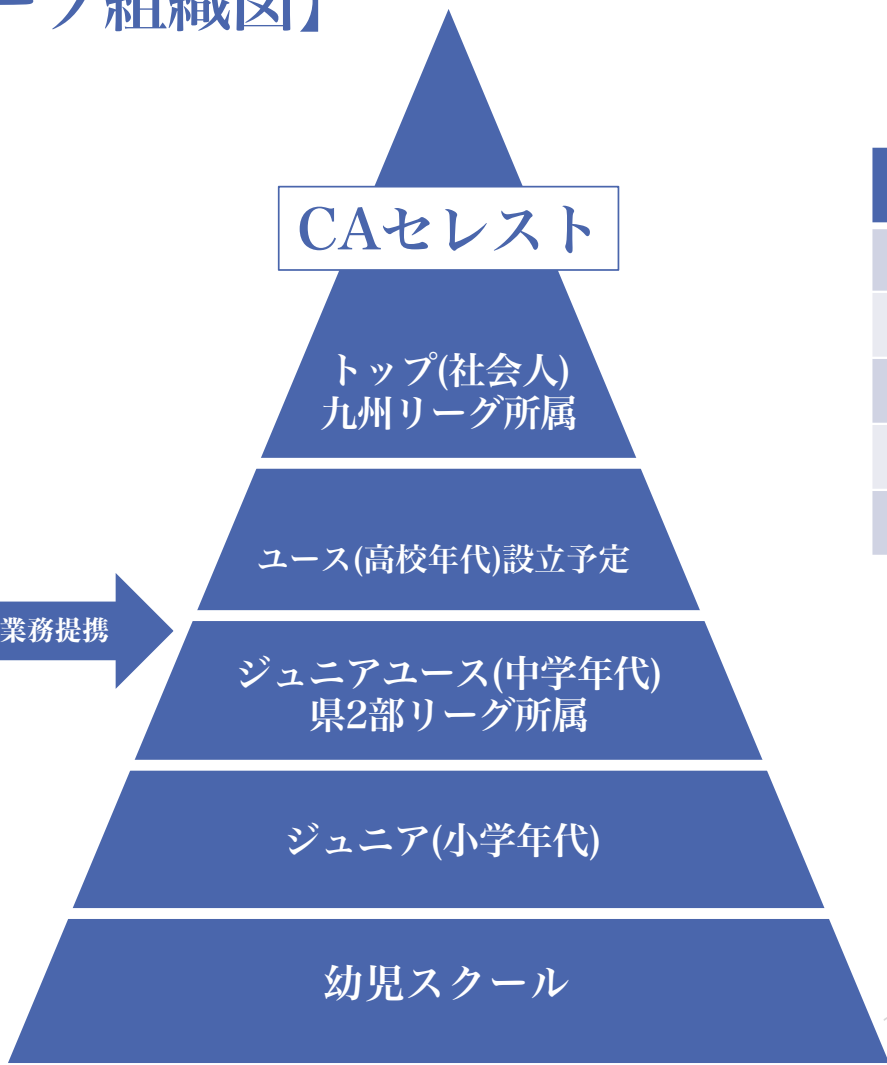 組織図】
CAセレスト
トップ(社会人)
九州リーグ所属
ユース(高校年代)設立予定
業務提携
ジュニアユース(中学年代)
県2部リーグ所属
ジュニア(小学年代)
幼児スクール